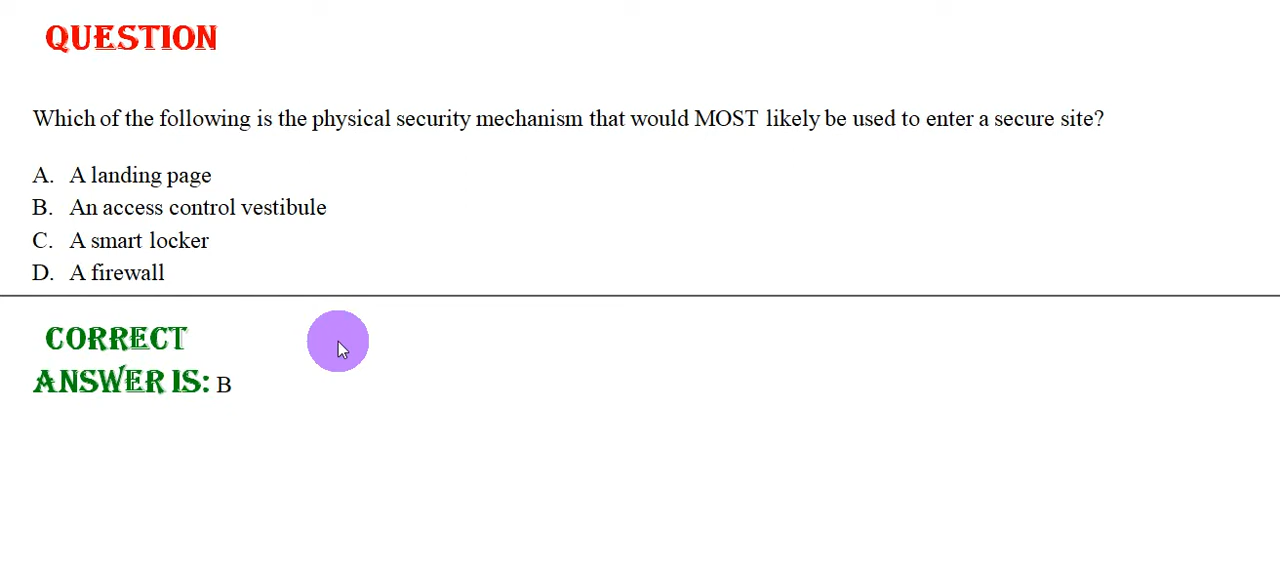 QUESTION
Which of the following is the physical security mechanism that would MOST likely be used to enter a secure site?
A. A landing page
B. An access control vestibule
C. A smart locker
D. A firewall
CORRECT
ANSWER IS: B